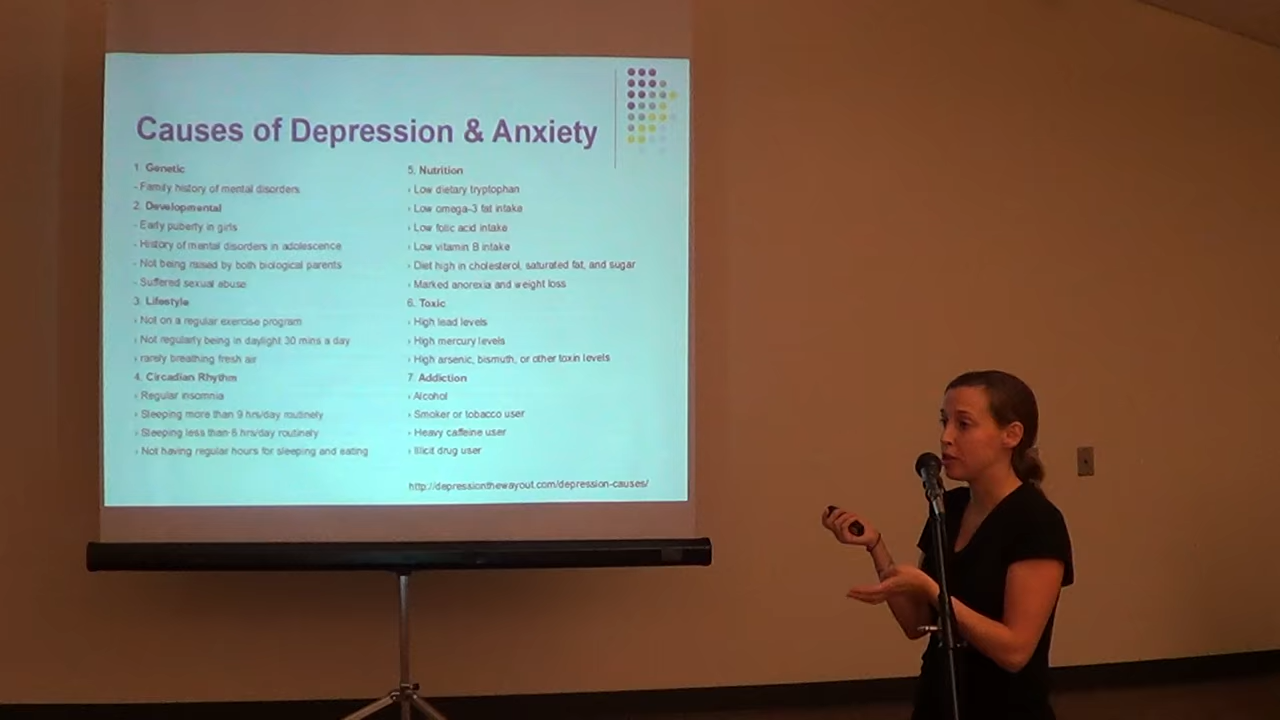 Causes of Depression & Anxiety
1. Genetic
- Family history of mental disorders
2. Developmental
- Early puberty in girls
- History of mental disorders in adolescence
- Not being raised by both biological parents
- Suffered sexual abuse
3. Lifestyle
› Not on a regular exercise program
› Not regularly being in daylight 30 mins a day
› rarely breathing fresh air
4. Circadian Rhythm
› Regular insomnia
› Sleeping more than 9 hrs/day routinely
› Sleeping less than 6 hrs/day routinely
› Not having regular hours for sleeping and eating
5. Nutrition
› Low dietary tryptophan
› Low omega-3 fat intake
› Low folic acid intake
› Low vitamin B intake
› Diet high in cholesterol, saturated fat, and sugar
› Marked anorexia and weight loss
6. Toxic
› High lead levels
› High mercury levels
› High arsenic, bismuth, or other toxin levels
7. Addiction
› Alcohol
› Smoker or tobacco user
› Heavy caffeine user
› Illicit drug user
http://depressionthewayout.com/depression-causes/